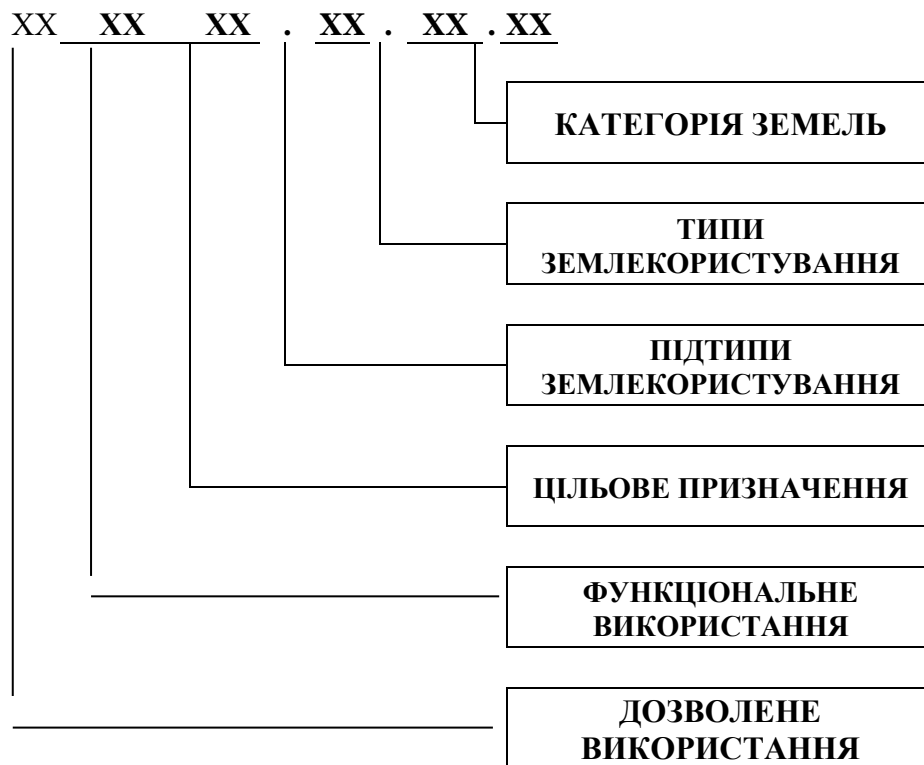 XX XX XX . XX . XX . XX
КАТЕГОРІЯ ЗЕМЕЛЬ
ТИПИ
ЗЕМЛЕКОРИСТУВАННЯ
ПІДТИПИ
ЗЕМЛЕКОРИСТУВАННЯ
ЦІЛЬОВЕ ПРИЗНАЧЕННЯ
ФУНКЦІОНАЛЬНЕ
ВИКОРИСТАННЯ
ДОЗВОЛЕНЕ
ВИКОРИСТАННЯ